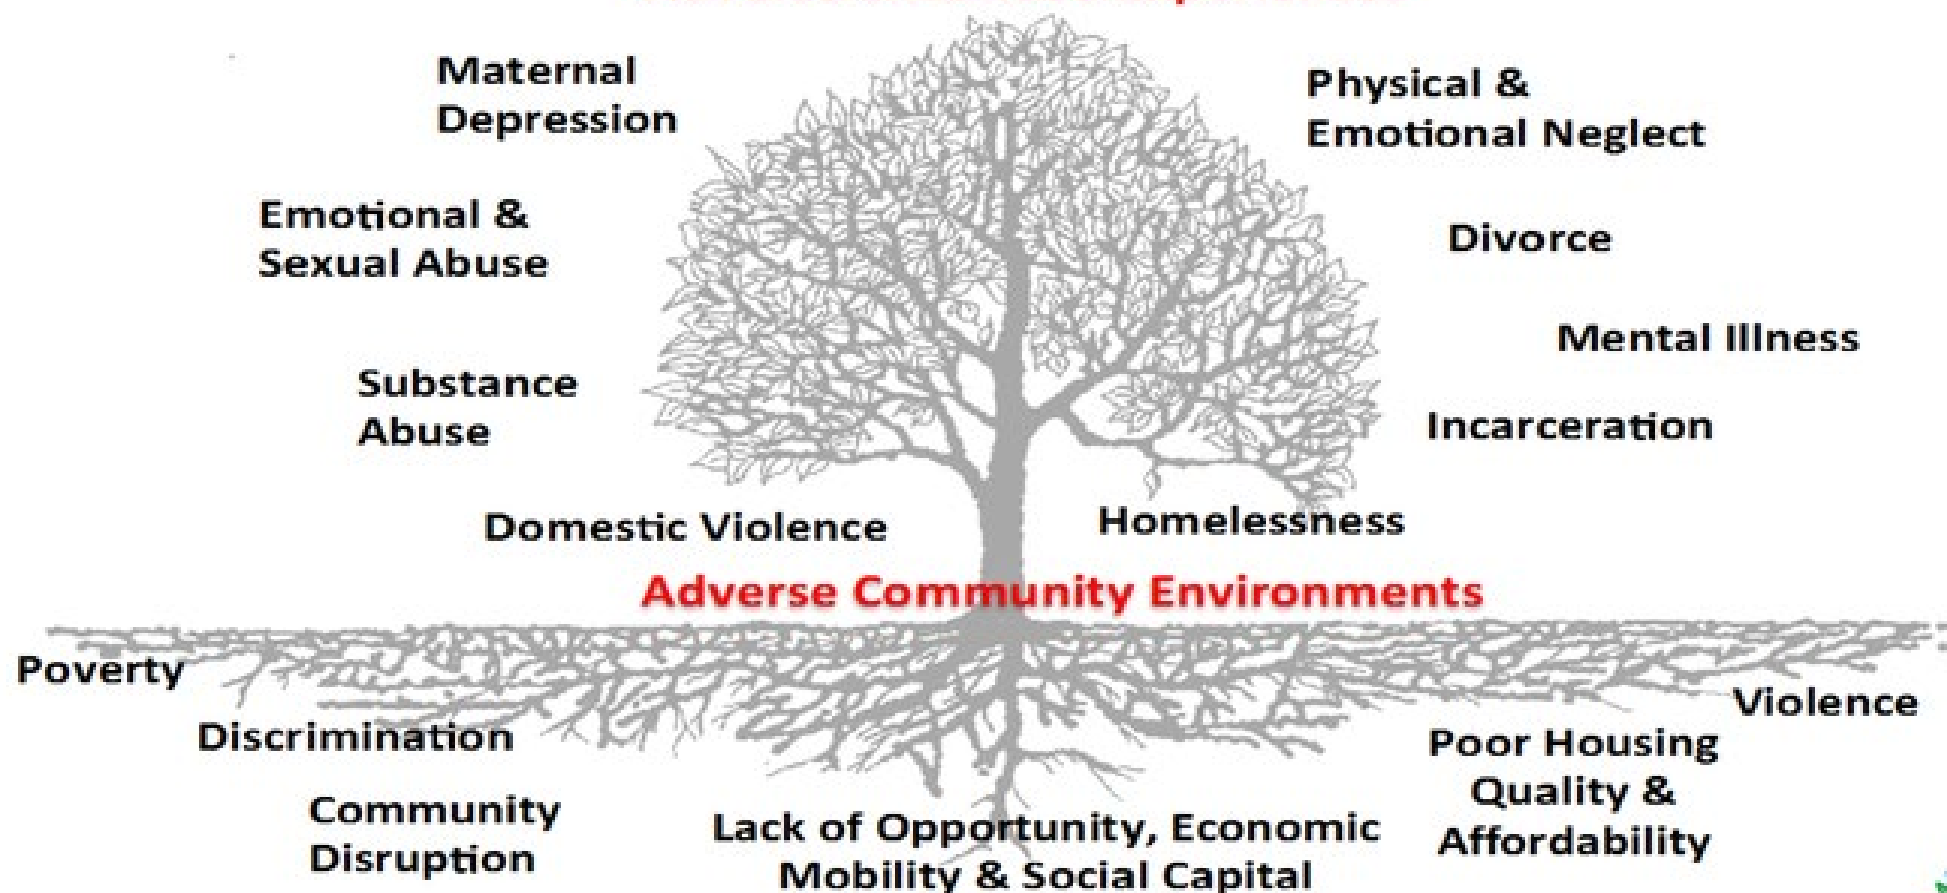 Maternal
Depression
Physical &
Emotional Neglect
Emotional &
Sexual Abuse
Divorce
Mental Illness
Substance
Abuse
Incarceration
Domestic Violence
Homelessness
Adverse Community Environments
Poverty
Violence
Discrimination
Poor Housing
Quality &
Affordability
Community
Disruption
Lack of Opportunity, Economic
Mobility & Social Capital